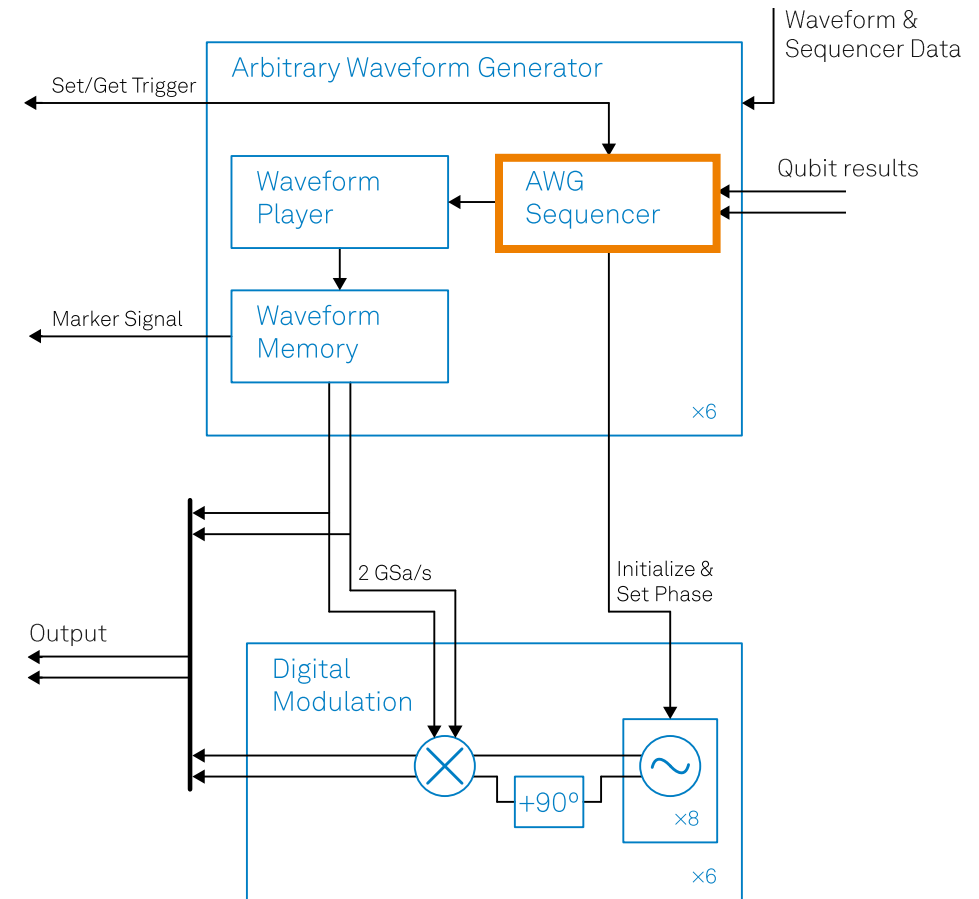 Waveform &
Sequencer Data
Arbitrary Waveform Generator
Set/Get Trigger
Qubit results
Waveform
Player
AWG
Sequencer
Marker Signal
Waveform
Memory
×6
2 GSa/s
Initialize &
Set Phase
Output
Digital
Modulation
+90º
×8
×6